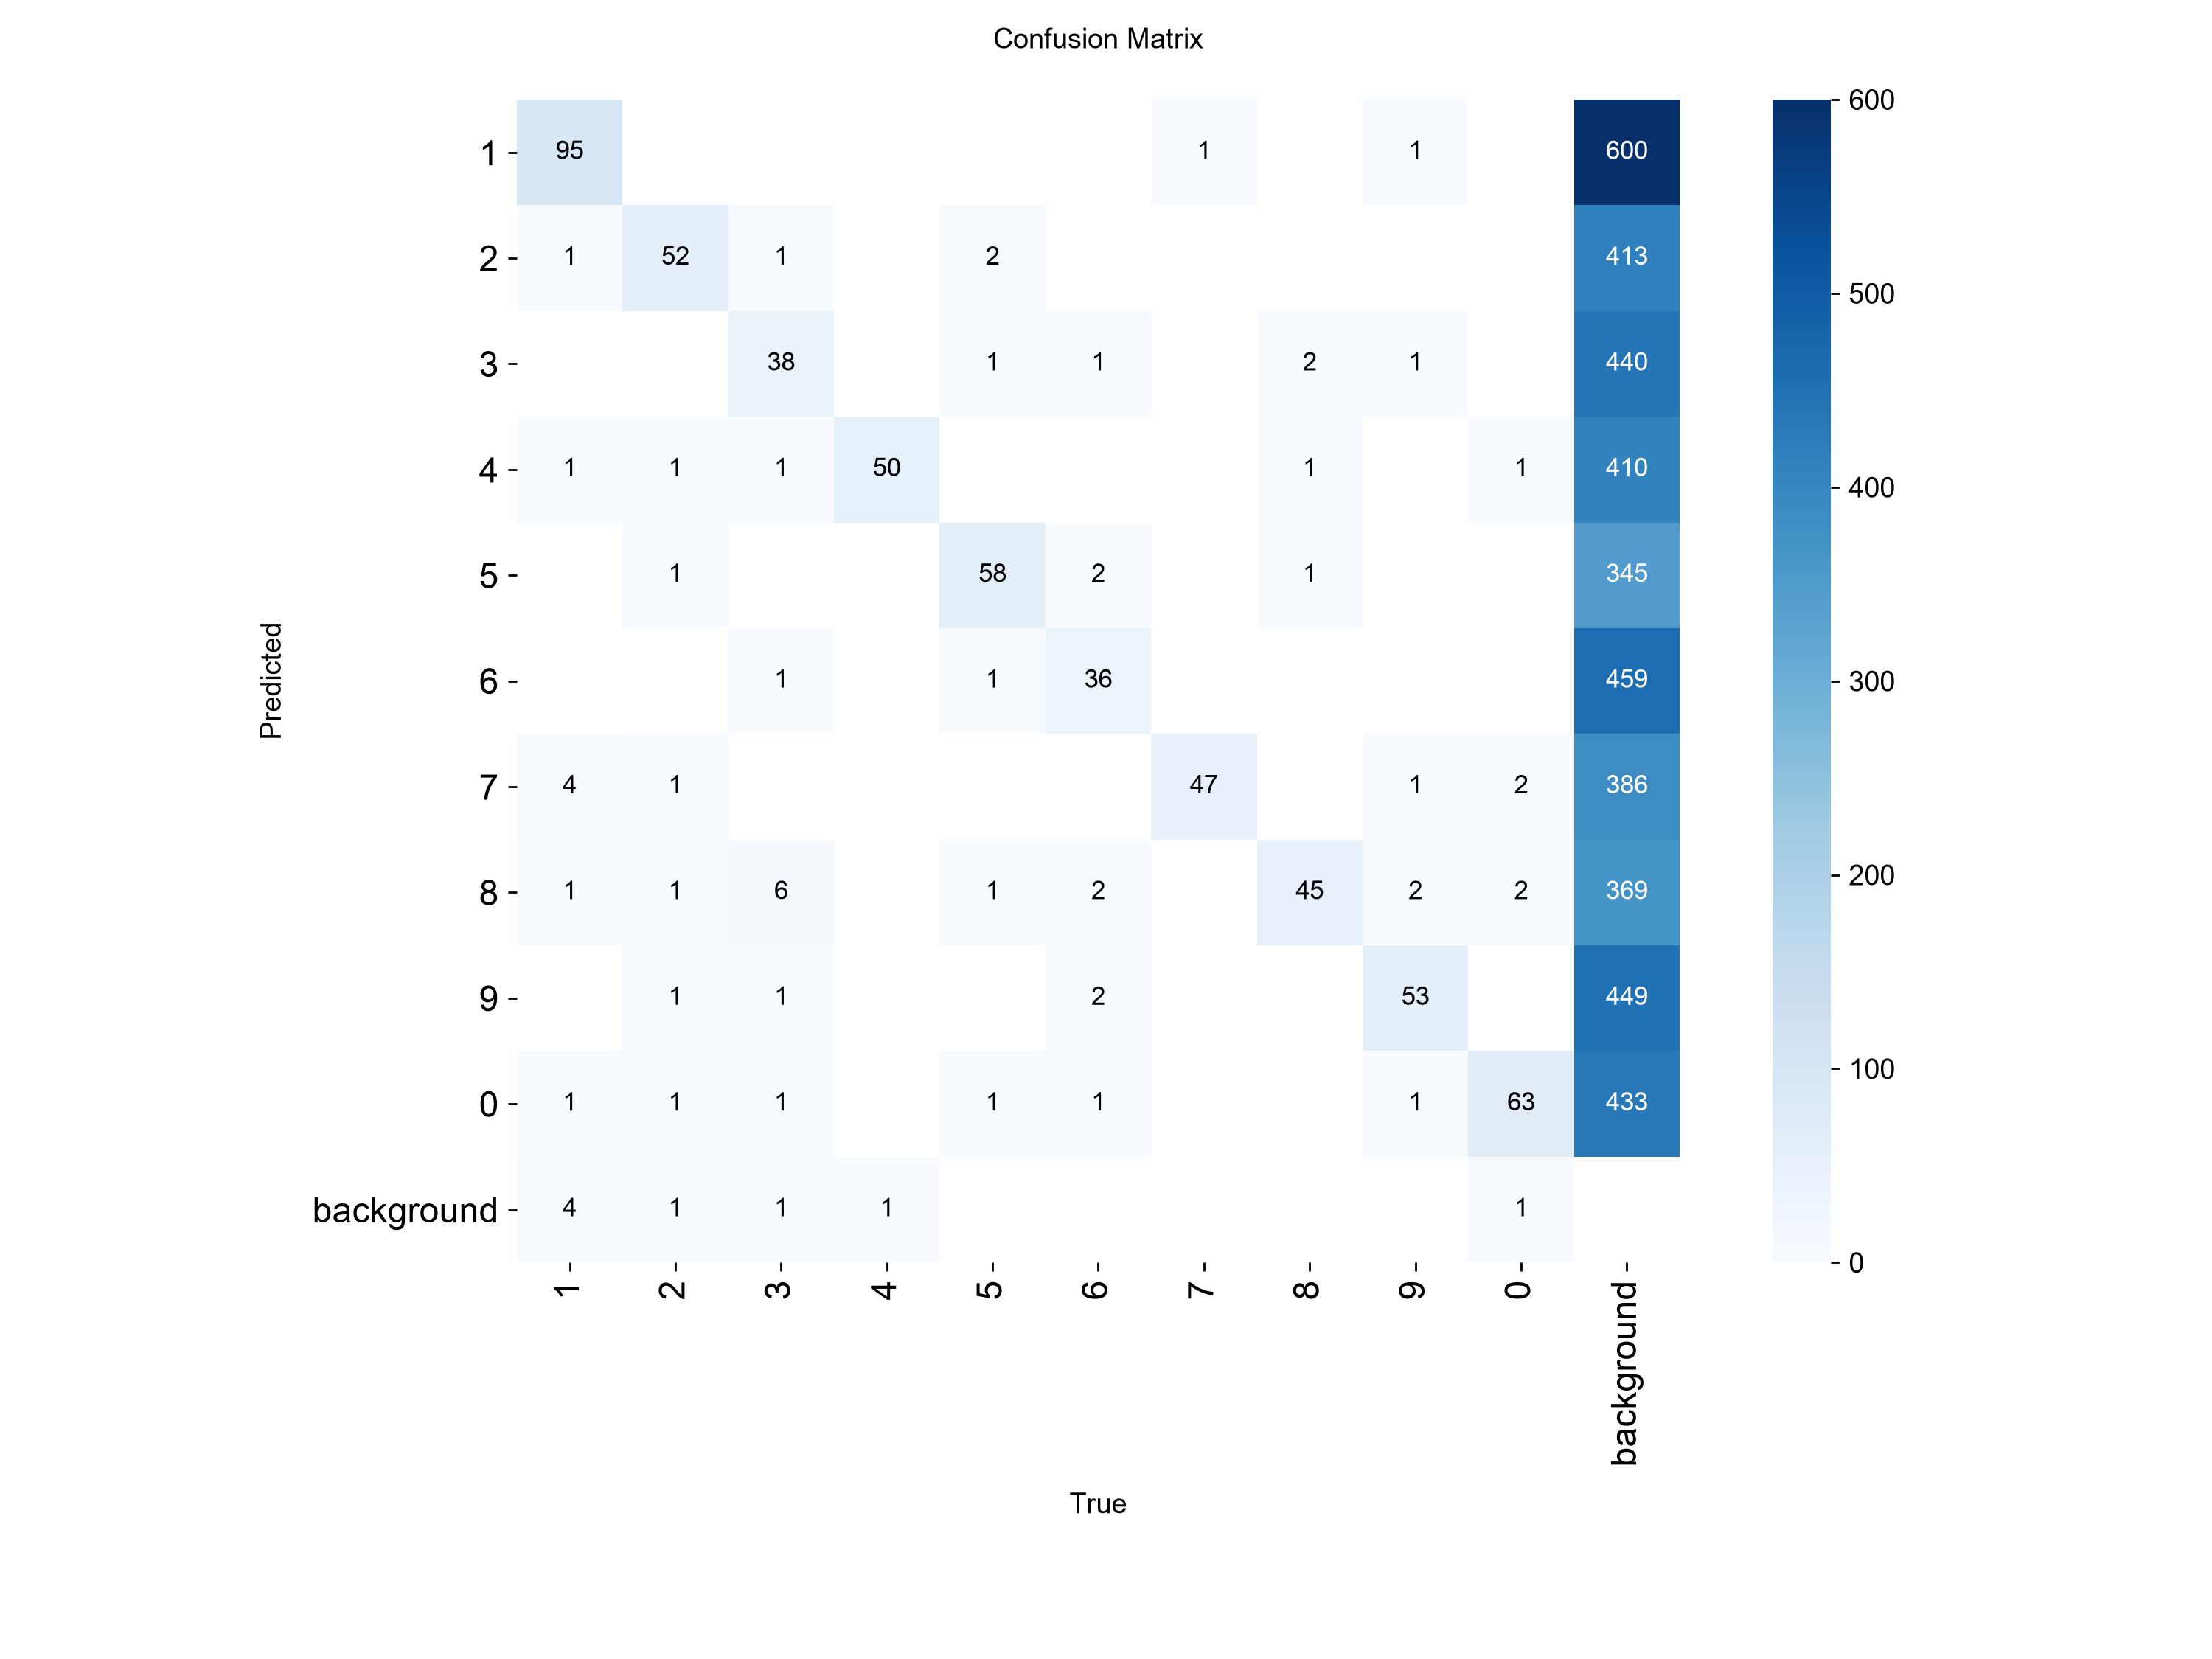 Confusion Matrix
1 95 1 1 600
2 1 52 1 2 413
3 38 1 1 2 1 440
4 1 1 1 50 1 1 410
5 1 58 2 1 345
6 1 1 36 459
7 4 1 47 1 2 386
8 1 1 6 1 2 45 2 2 369
9 1 1 2 53 449
0 1 1 1 1 1 1 63 433
background 4 1 1 1 1
1 2 3 4 5 6 7 8 9 0 background
Predicted
True
600
500
400
300
200
100
0